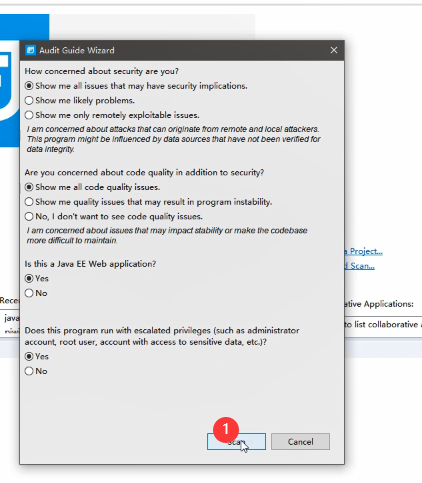 Audit Guide Wizard
How concerned about security are you?
Show me all issues that may have security implications.
Show me likely problems.
Show me only remotely exploitable issues.
I am concerned about attacks that can originate from remote and local attackers.
This program might be influenced by data sources that have not been verified for
data integrity.
Are you concerned about code quality in addition to security?
Show me all code quality issues.
Show me quality issues that may result in program instability.
No, I don't want to see code quality issues.
I am concerned about issues that may impact stability or make the codebase
more difficult to maintain.
a Project...
d Scan...
Is this a Java EE Web application?
Yes
No
Rece
ative Applications:
java
to list collaborative a
Does this program run with escalated privileges (such as administrator
account, root user, account with access to sensitive data, etc.)?
Yes
No
1
Scan
Cancel